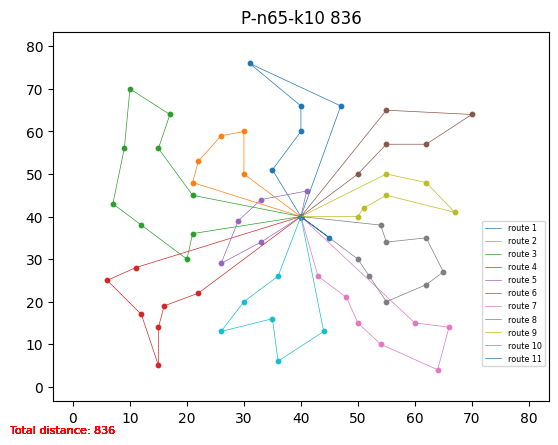 P-n65-k10 836
80
70
60
50
40
30
20
10
0
route 1
route 2
route 3
route 4
route 5
route 6
route 7
route 8
route 9
route 10
route 11
0 10 20 30 40 50 60 70 80
Total distance: 836